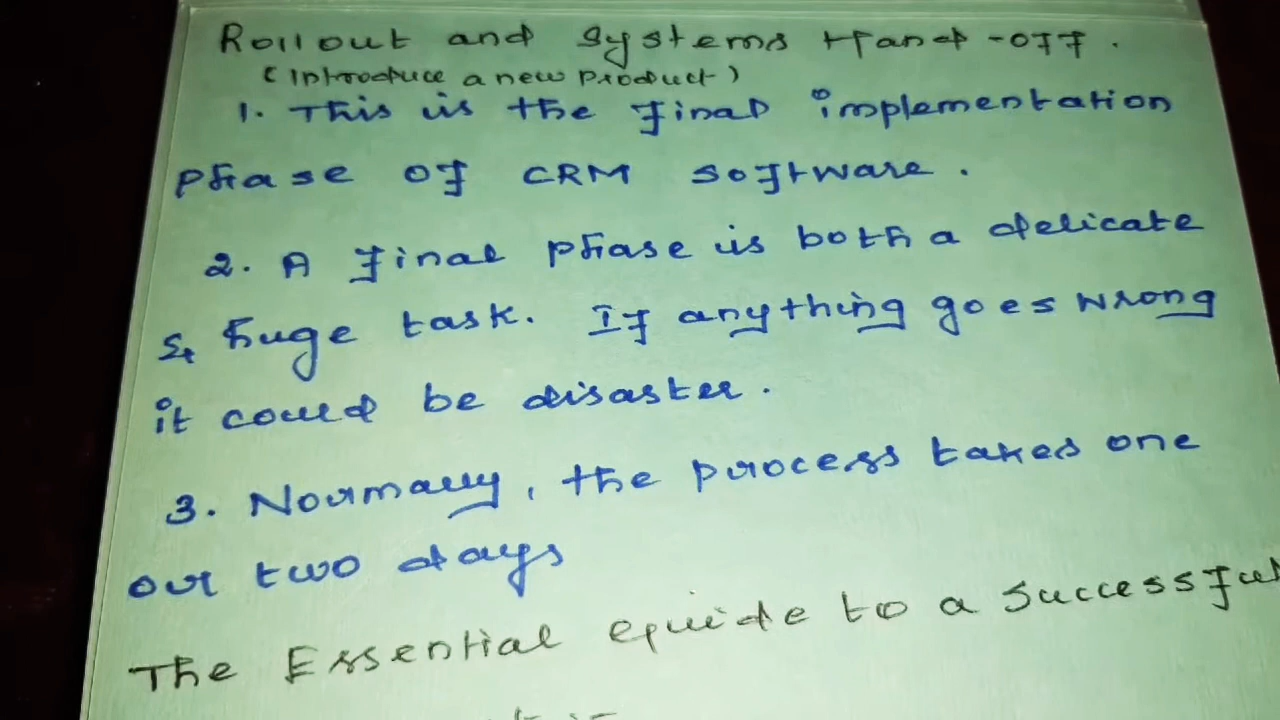 Rollout and Systems Hand-off.
(Introduce a new Product)
1. This is the final implementation
phase of CRM software.
2. A final phase is both a delicate
& huge task. If anything goes wrong
it could be disaster.
3. Normally, the process takes one
our two days
The Essential guide to a successful